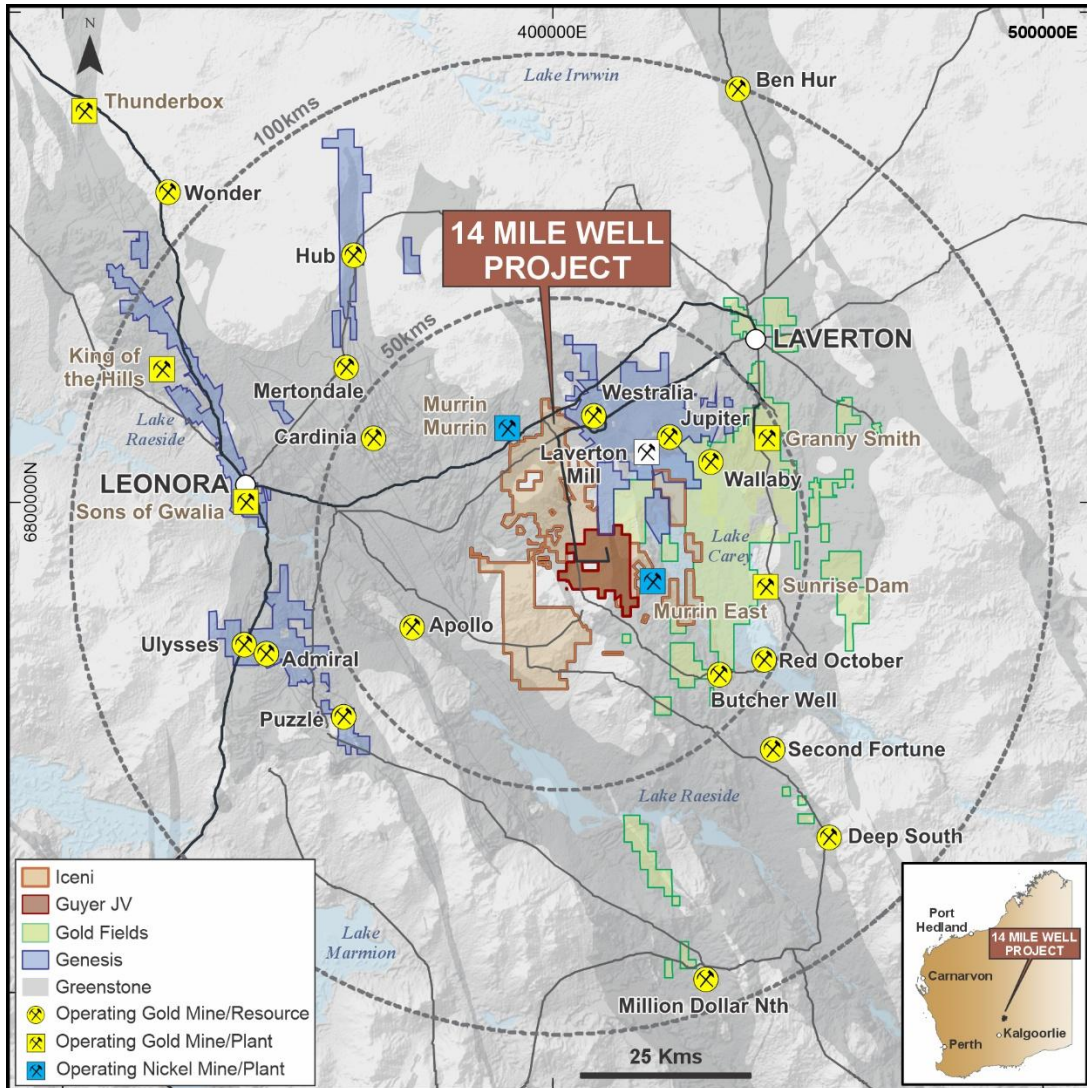 400000E
500000E
N
Lake Irwwin
Ben Hur
Thunderbox
100kms
Wonder
14 MILE WELL
PROJECT
Hub
50kms
LAVERTON
King of
the Hills
Mertondale
Westralia
Murrin
Murrin
Jupiter
Lake
Raeside
Cardinia
Granny Smith
Laverton
Mill
Wallaby
LEONORA
Sons of Gwalia
6800000N
Lake
Carey
Sunrise Dam
Murrin East
Apollo
Ulysses
Admiral
Red October
Butcher Well
Puzzle
Second Fortune
Lake Raeside
Deep South
Iceni
Guyer JV
Gold Fields
Genesis
Greenstone
Operating Gold Mine/Resource
Operating Gold Mine/Plant
Operating Nickel Mine/Plant
Lake
Marmion
Million Dollar Nth
25 Kms
Port
Hedland
14 MILE WELL
PROJECT
Carnarvon
Kalgoorlie
Perth